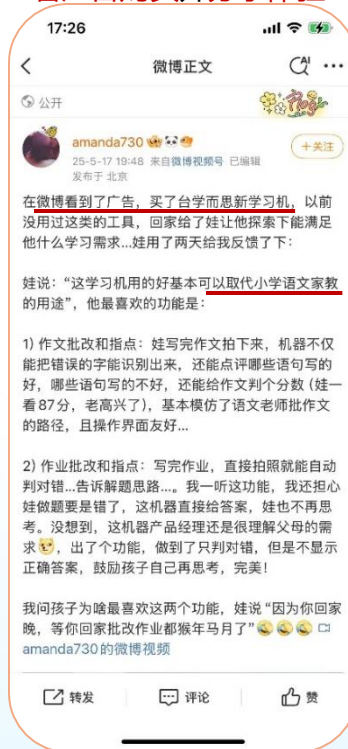 17:26
微博正文
公开
amanda730
+关注
25-5-17 19:48 来自微博视频号 已编辑
发布于 北京
在微博看到了广告，买了台学而思新学习机，以前
没用过这类的工具，回家给了娃让他探索下能满足
他什么学习需求...娃用了两天给我反馈了下：
娃说：“这学习机用的好基本可以取代小学语文家教
的用途”，他最喜欢的功能是：
1) 作文批改和指点：娃写完作文拍下来，机器不仅
能把错误的字能识别出来，还能点评哪些语句写的
好，哪些语句写的不好，还能给作文判个分数（娃一
看87分，老高兴了），基本模仿了语文老师批作文
的路径，且操作界面友好...
2) 作业批改和指点：写完作业，直接拍照就能自动
判对错...告诉解题思路...。我一听这功能，我还担心
娃做题要是错了，这机器直接给答案，娃也不再思
考。没想到，这机器产品经理还是很理解父母的需
求，出了个功能，做到了只判对错，但是不显示
正确答案，鼓励孩子自己再思考，完美！
我问孩子为啥最喜欢这两个功能，娃说“因为你回家
晚，等你回家批改作业都猴年马月了”
amanda730的微博视频
转发
评论
赞